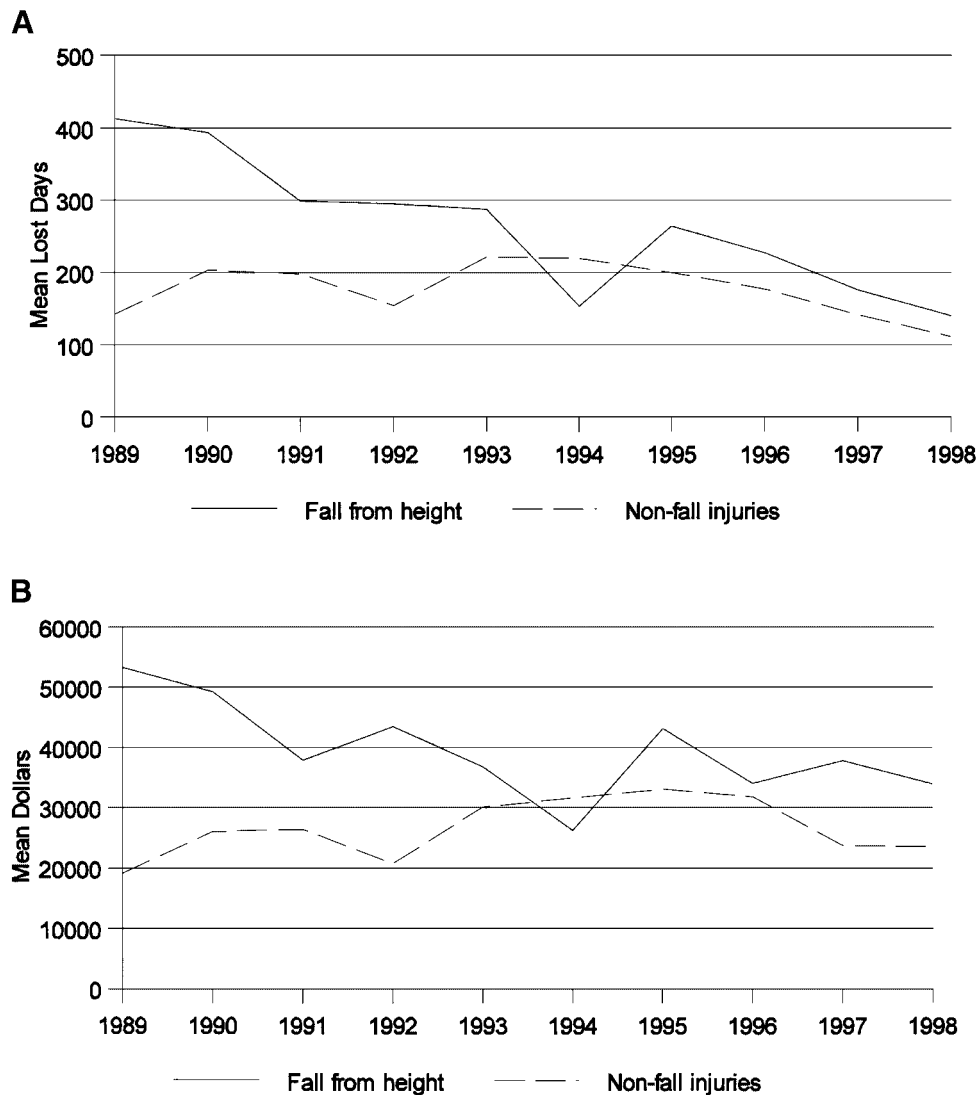 A
500
400
300
200
100
0
Mean Lost Days
1989 1990 1991 1992 1993 1994 1995 1996 1997 1998
Fall from height Non-fall injuries
B
60000
50000
40000
30000
20000
10000
0
Mean Dollars
1989 1990 1991 1992 1993 1994 1995 1996 1997 1998
Fall from height Non-fall injuries